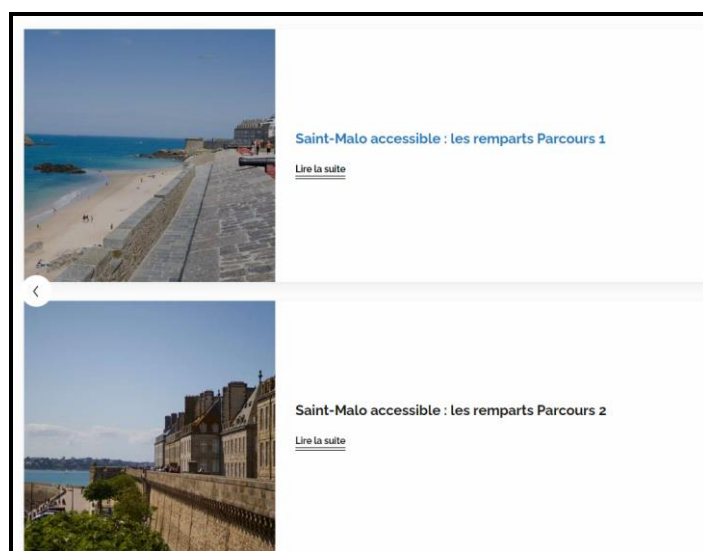 Saint-Malo accessible : les remparts Parcours 1
Lire la suite
Saint-Malo accessible : les remparts Parcours 2
Lire la suite